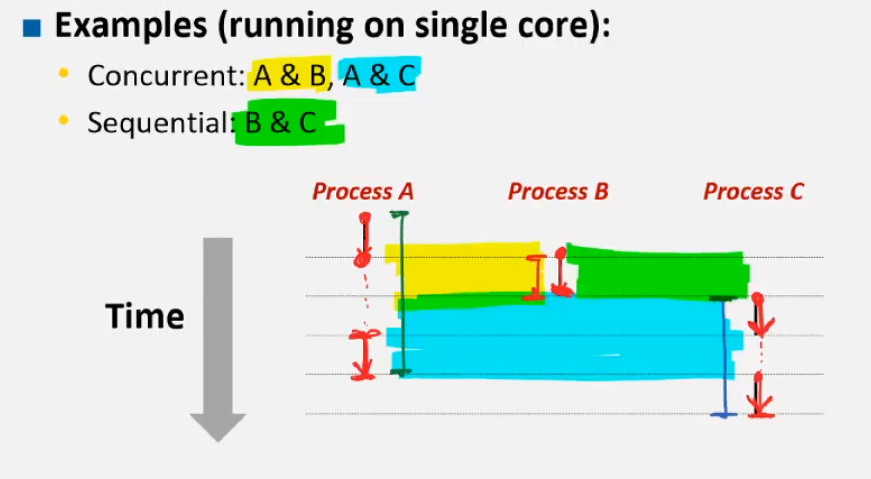 Examples (running on single core):
Concurrent: A & B, A & C
Sequential: B & C
Process A Process B Process C
Time